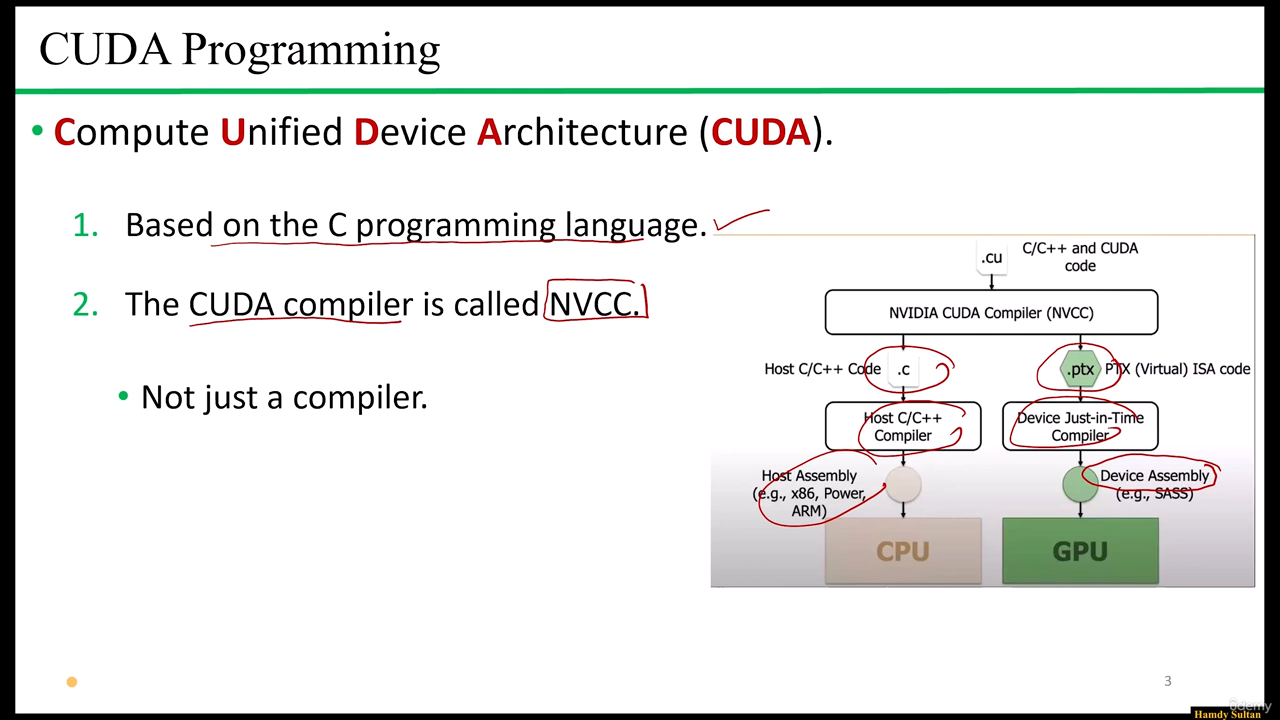 CUDA Programming
• Compute Unified Device Architecture (CUDA).
1. Based on the C programming language.
2. The CUDA compiler is called NVCC.
• Not just a compiler.
.cu
C/C++ and CUDA
code
NVIDIA CUDA Compiler (NVCC)
Host C/C++ Code
.c
.ptx
PTX (Virtual) ISA code
Host C/C++
Compiler
Device Just-in-Time
Compiler
Host Assembly
(e.g., x86, Power,
ARM)
Device Assembly
(e.g., SASS)
CPU
GPU
3
ûdemy
Hamdy Sultan